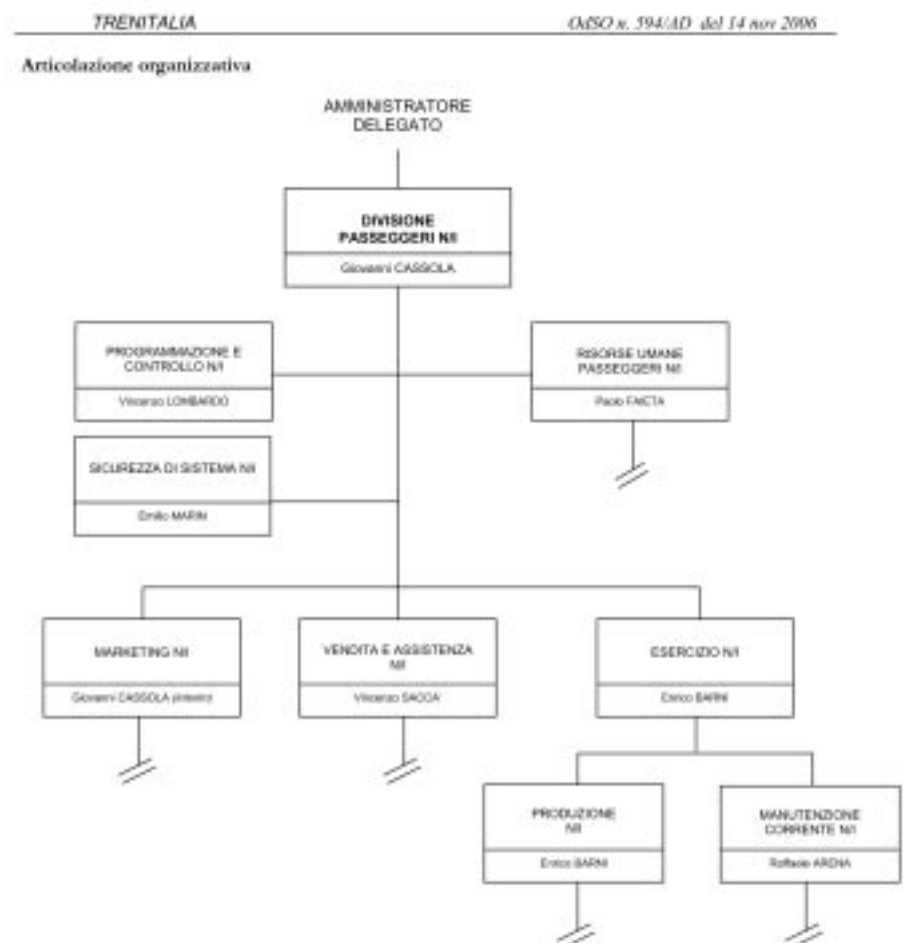 TRENITALIA
OdSO n. 594/AD del 14 nov 2006
Articolazione organizzativa
AMMINISTRATORE
DELEGATO
DIVISIONE
PASSEGGERI N/I
Giovanni CASSOLA
PROGRAMMAZIONE E
CONTROLLO N/I
Vincenzo LOMBARDO
RISORSE UMANE
PASSEGGERI N/I
Paolo FAIETA
SICUREZZA DI SISTEMA N/I
Emilio MARINI
MARKETING N/I
Giovanni CASSOLA (interim)
VENDITA E ASSISTENZA
N/I
Vincenzo SACCA'
ESERCIZIO N/I
Enrico BARNI
PRODUZIONE
N/I
Enrico BARNI
MANUTENZIONE
CORRENTE N/I
Raffaele ARENA